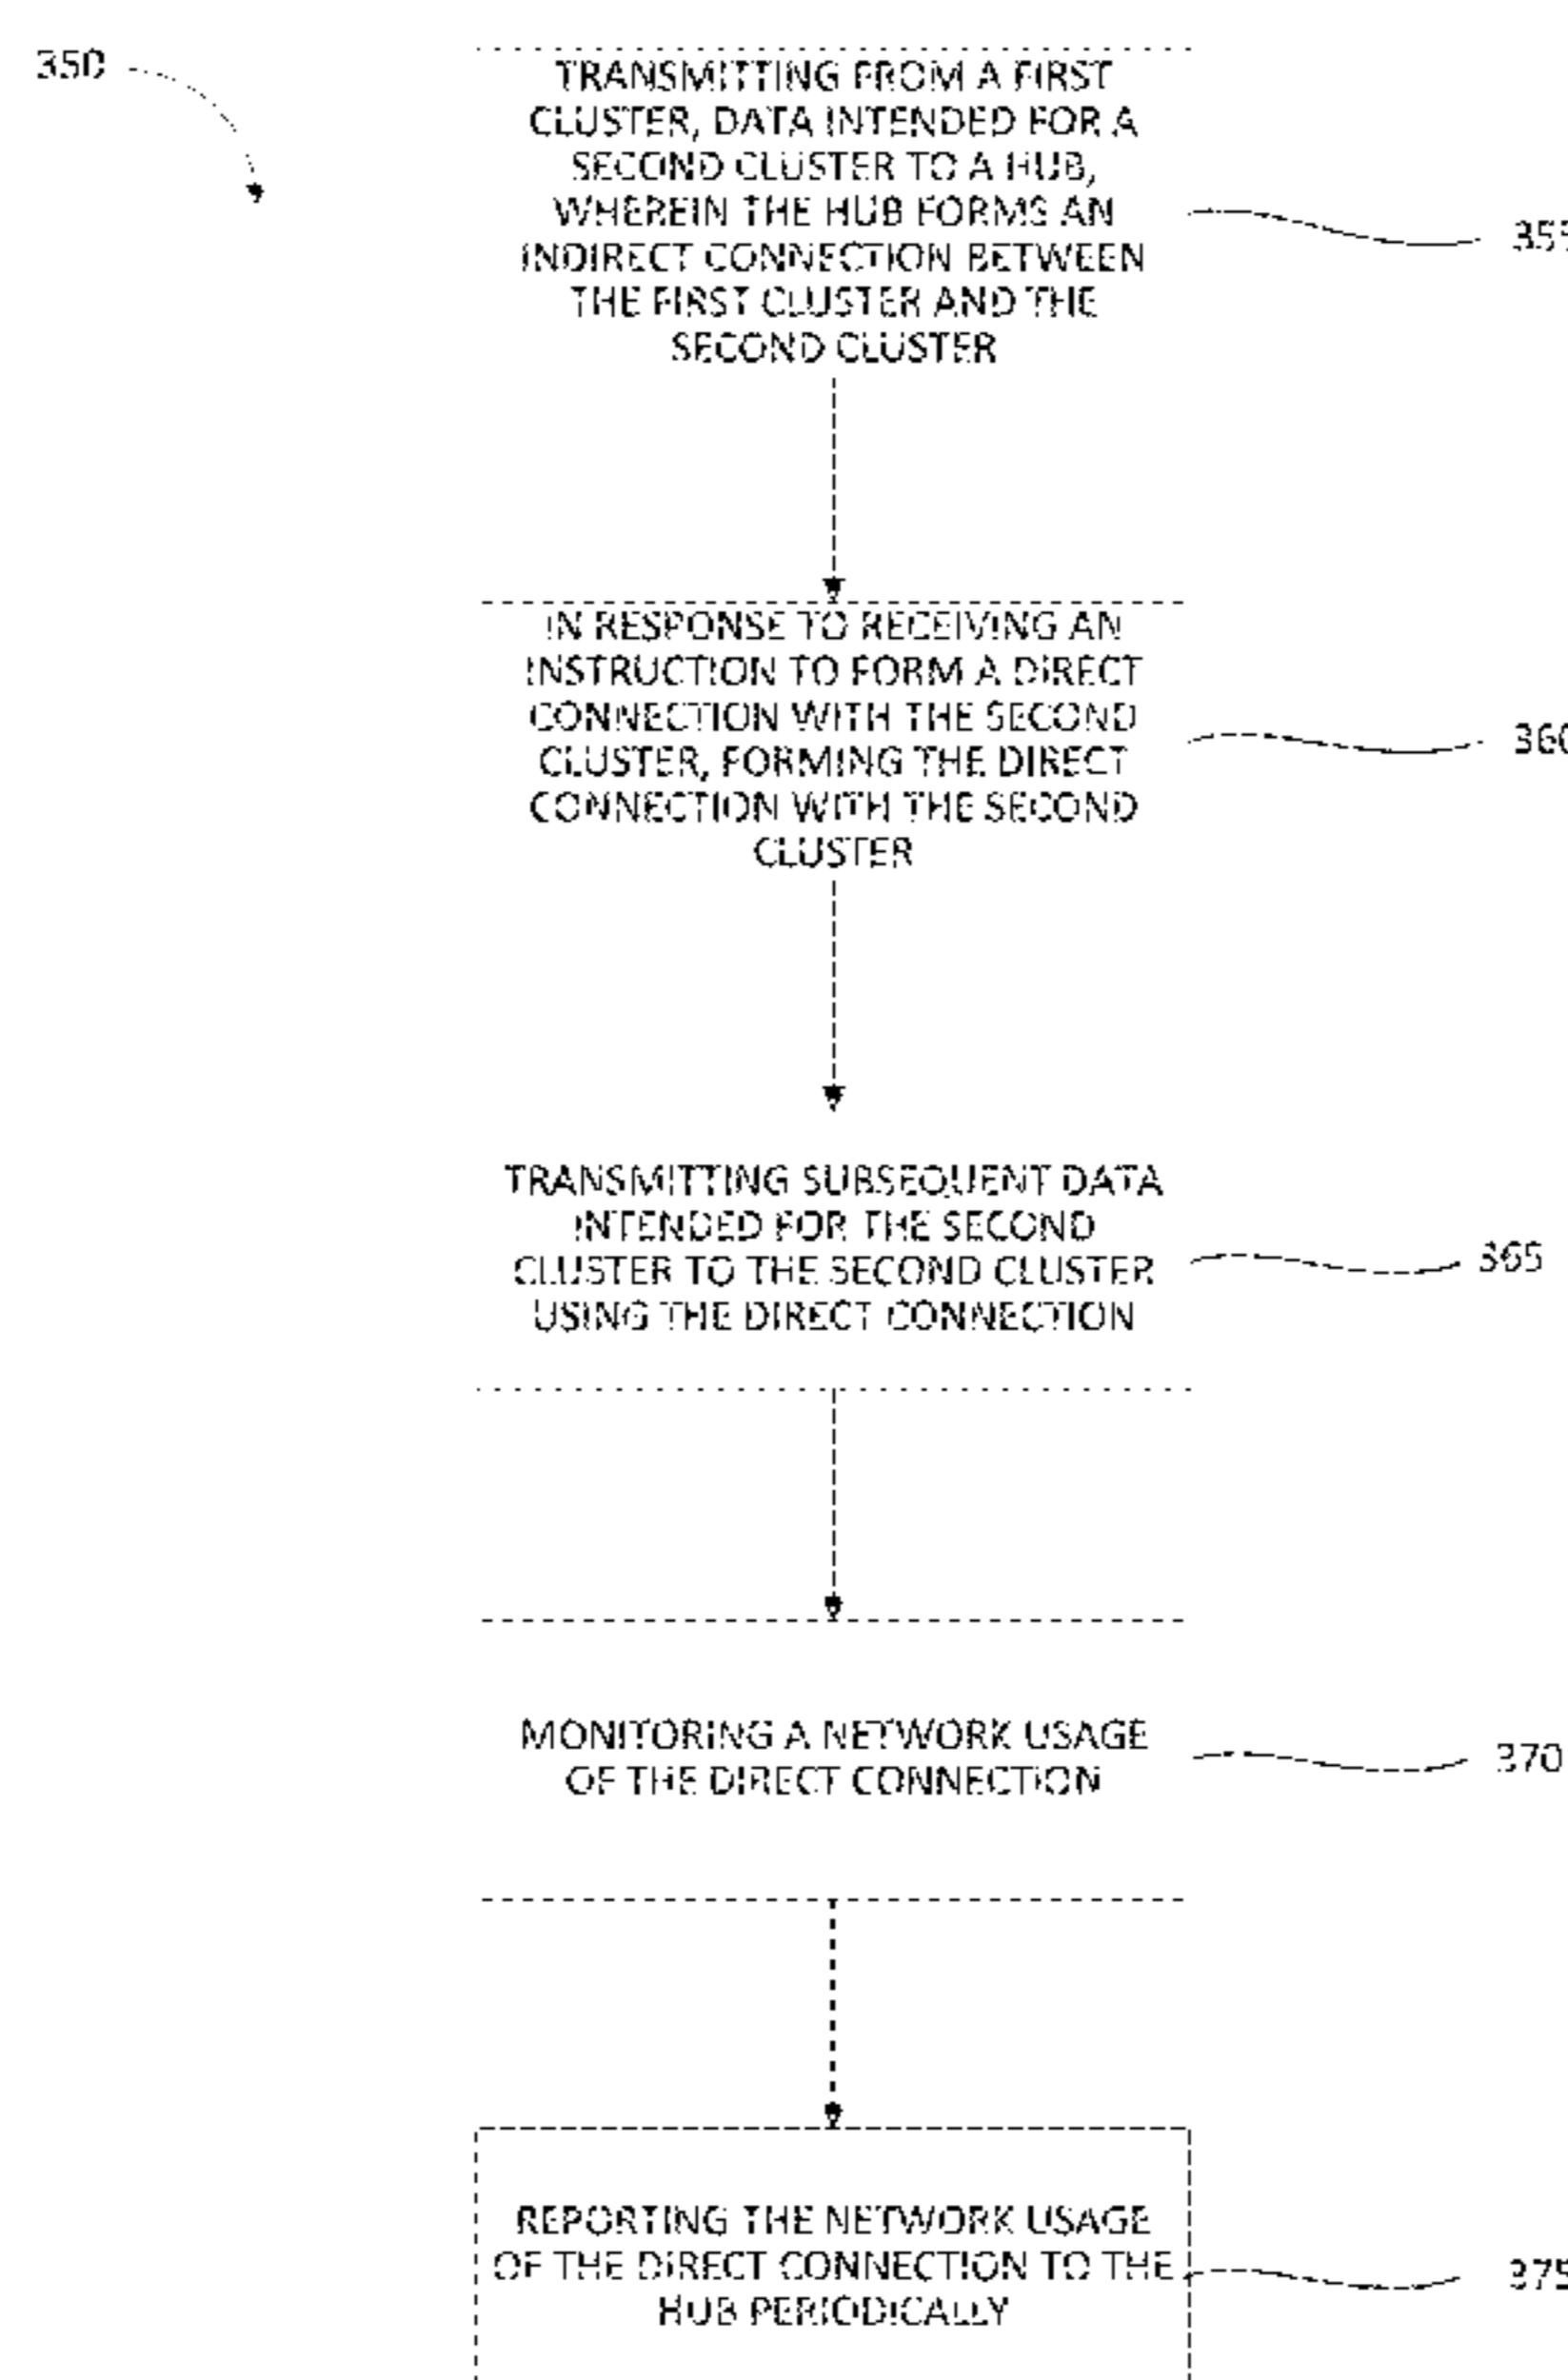 350
TRANSMITTING FROM A FIRST
CLUSTER, DATA INTENDED FOR A
SECOND CLUSTER TO A HUB,
WHEREIN THE HUB FORMS AN
INDIRECT CONNECTION BETWEEN
THE FIRST CLUSTER AND THE
SECOND CLUSTER
355
IN RESPONSE TO RECEIVING AN
INSTRUCTION TO FORM A DIRECT
CONNECTION WITH THE SECOND
CLUSTER, FORMING THE DIRECT
CONNECTION WITH THE SECOND
CLUSTER
360
TRANSMITTING SUBSEQUENT DATA
INTENDED FOR THE SECOND
CLUSTER TO THE SECOND CLUSTER
USING THE DIRECT CONNECTION
365
MONITORING A NETWORK USAGE
OF THE DIRECT CONNECTION
370
REPORTING THE NETWORK USAGE
OF THE DIRECT CONNECTION TO THE
HUB PERIODICALLY
375